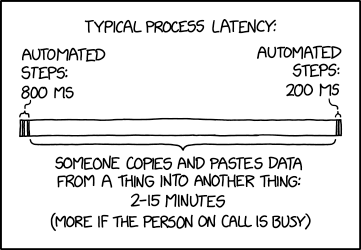 TYPICAL PROCESS LATENCY:
AUTOMATED
STEPS:
800 MS
AUTOMATED
STEPS:
200 MS
SOMEONE COPIES AND PASTES DATA
FROM A THING INTO ANOTHER THING:
2-15 MINUTES
(MORE IF THE PERSON ON CALL IS BUSY)